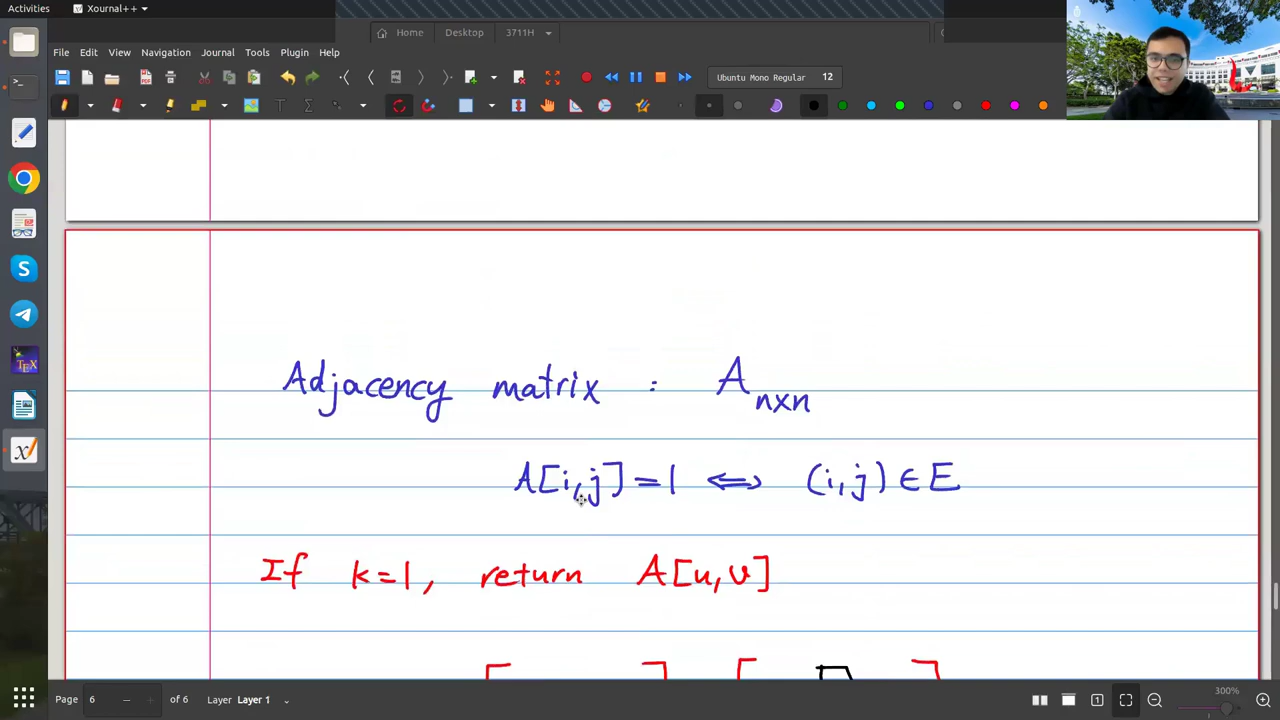 Activities Xournal++
Home Desktop 3711H
File Edit View Navigation Journal Tools Plugin Help
Ubuntu Mono Regular 12
Adjacency matrix : A n×n
A[i,j]=1 ⟺ (i,j) ∈ E
If k=1, return A[u,v]
Page 6 of 6 Layer Layer 1 300%